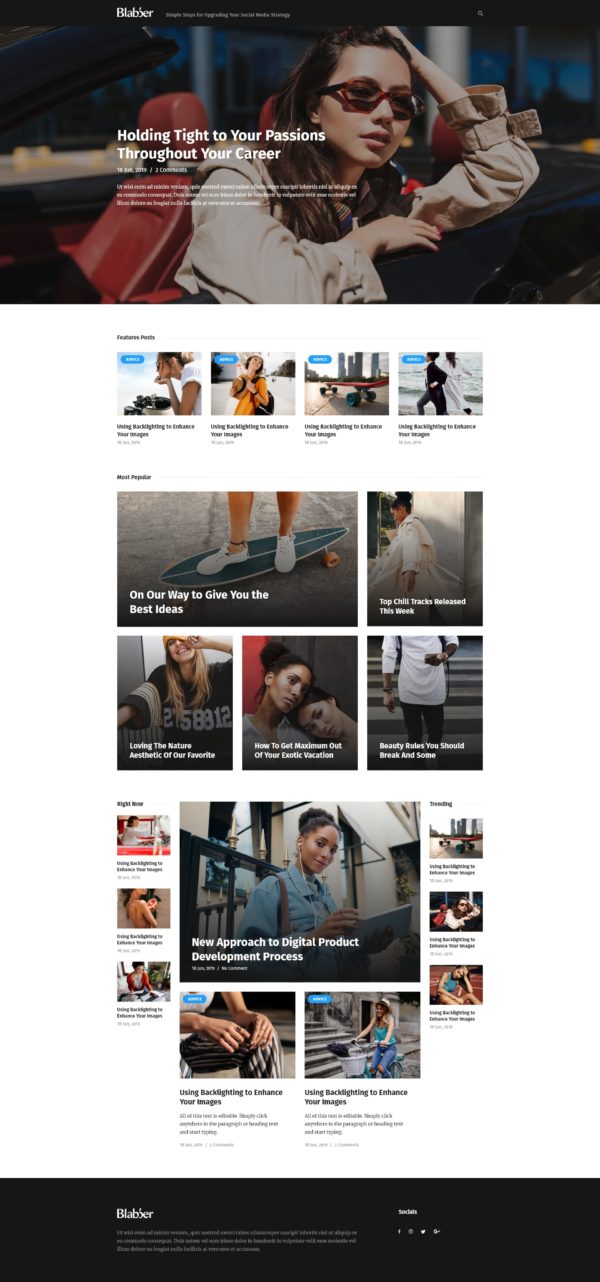 Blabber
Simple Steps for Upgrading Your Social Media Strategy
Holding Tight to Your Passions
Throughout Your Career
18 Jun, 2019 / 2 Comments
Ut wisi enim ad minim veniam, quis nostrud exerci tation ullamcorper suscipit lobortis nisl ut aliquip ex
ea commodo consequat. Duis autem vel eum iriure dolor in hendrerit in vulputate velit esse molestie vel
illum dolore eu feugiat nulla facilisis at vero eros et accumsan.
Features Posts
ADVICE
ADVICE
ADVICE
ADVICE
Using Backlighting to Enhance
Your Images
18 Jun, 2019
Using Backlighting to Enhance
Your Images
18 Jun, 2019
Using Backlighting to Enhance
Your Images
18 Jun, 2019
Using Backlighting to Enhance
Your Images
18 Jun, 2019
Most Popular
On Our Way to Give You the
Best Ideas
Top Chill Tracks Released
This Week
2758812
Loving The Nature
Aesthetic Of Our Favorite
How To Get Maximum Out
Of Your Exotic Vacation
Beauty Rules You Should
Break And Some
Right Now
Using Backlighting to
Enhance Your Images
18 Jun, 2019
Using Backlighting to
Enhance Your Images
18 Jun, 2019
Using Backlighting to
Enhance Your Images
18 Jun, 2019
New Approach to Digital Product
Development Process
18 Jun, 2019 / No Comment
ADVICE
Using Backlighting to Enhance
Your Images
All of this text is editable. Simply click
anywhere in the paragraph or heading text
and start typing.
18 Jun, 2019 / 2 Comments
ADVICE
Using Backlighting to Enhance
Your Images
All of this text is editable. Simply click
anywhere in the paragraph or heading text
and start typing.
18 Jun, 2019 / 2 Comments
Trending
Using Backlighting to
Enhance Your Images
18 Jun, 2019
Using Backlighting to
Enhance Your Images
18 Jun, 2019
Using Backlighting to
Enhance Your Images
18 Jun, 2019
Blabber
Ut wisi enim ad minim veniam, quis nostrud exerci tation ullamcorper suscipit lobortis nisl ut aliquip ex
ea commodo consequat. Duis autem vel eum iriure dolor in hendrerit in vulputate velit esse molestie vel
illum dolore eu feugiat nulla facilisis at vero eros et accumsan.
Socials